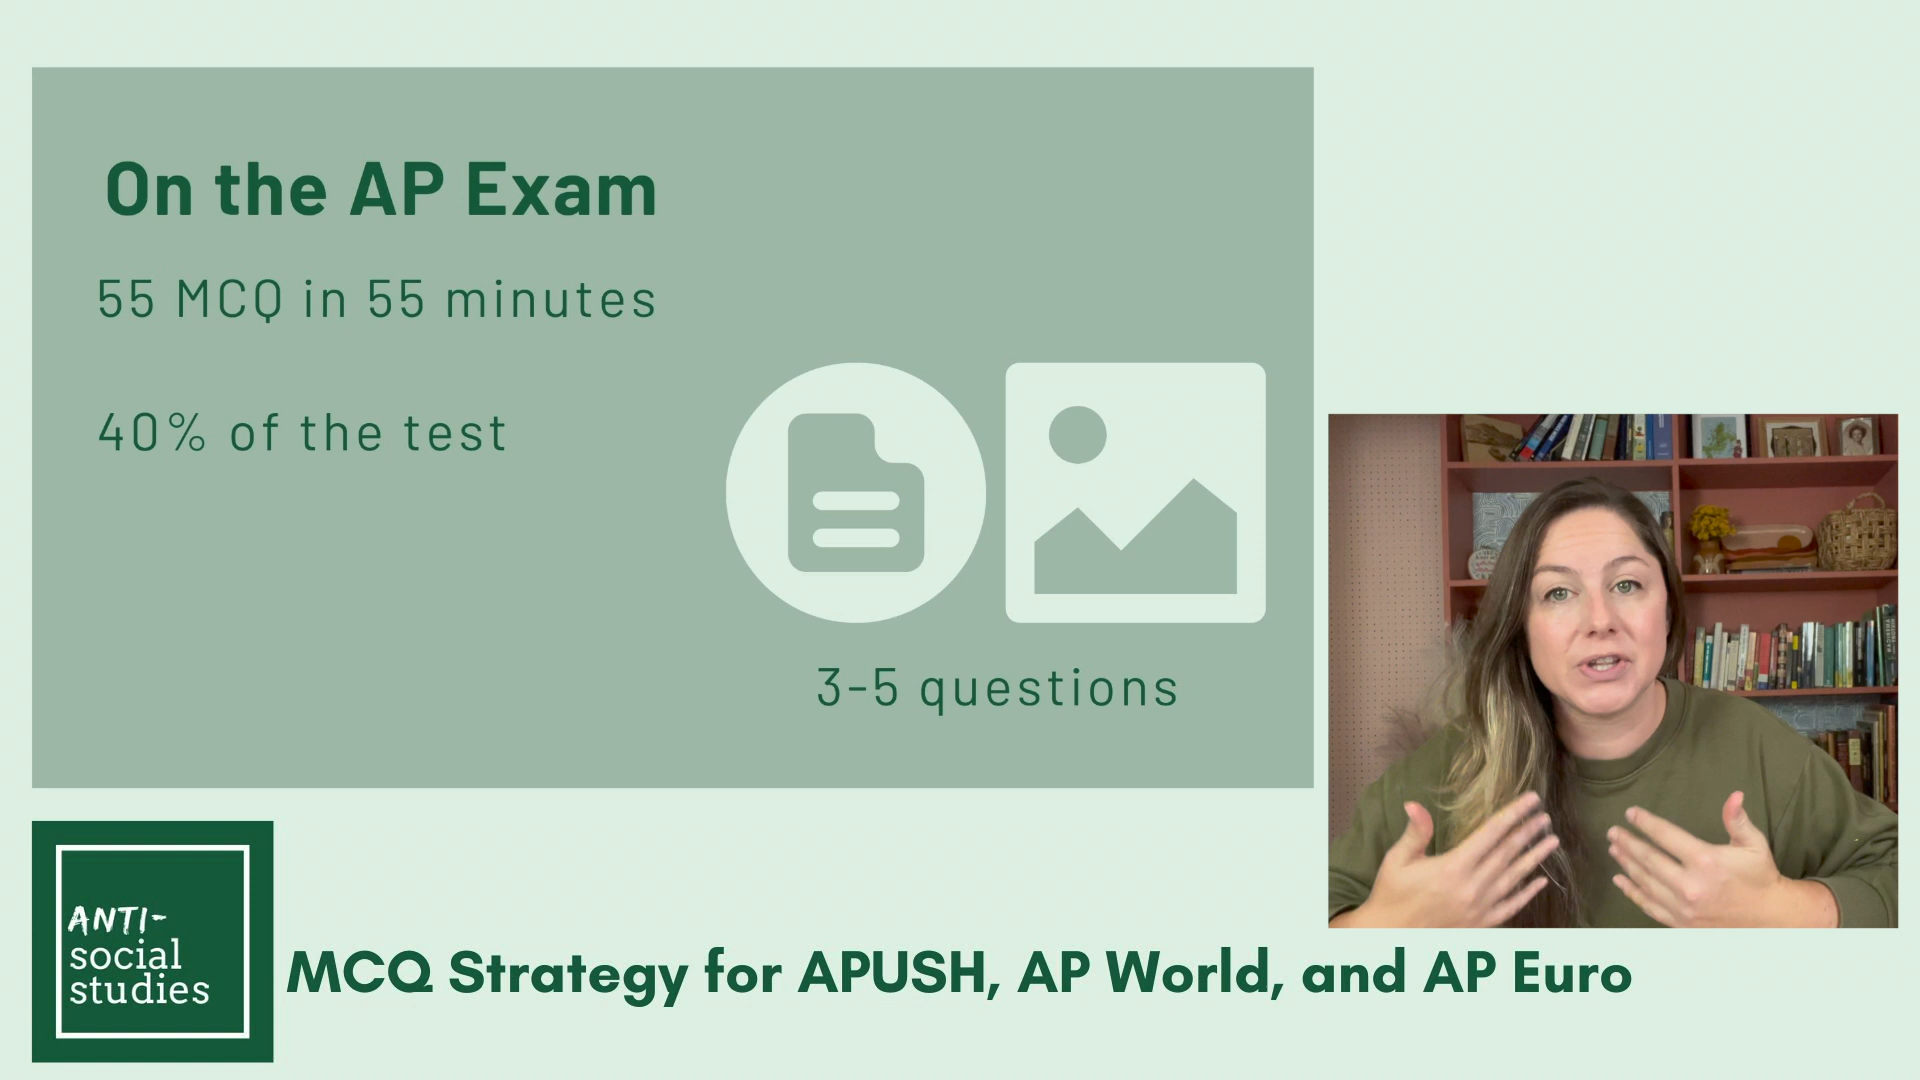 On the AP Exam
55 MCQ in 55 minutes
40% of the test
3-5 questions
ANTI-
social
studies
MCQ Strategy for APUSH, AP World, and AP Euro